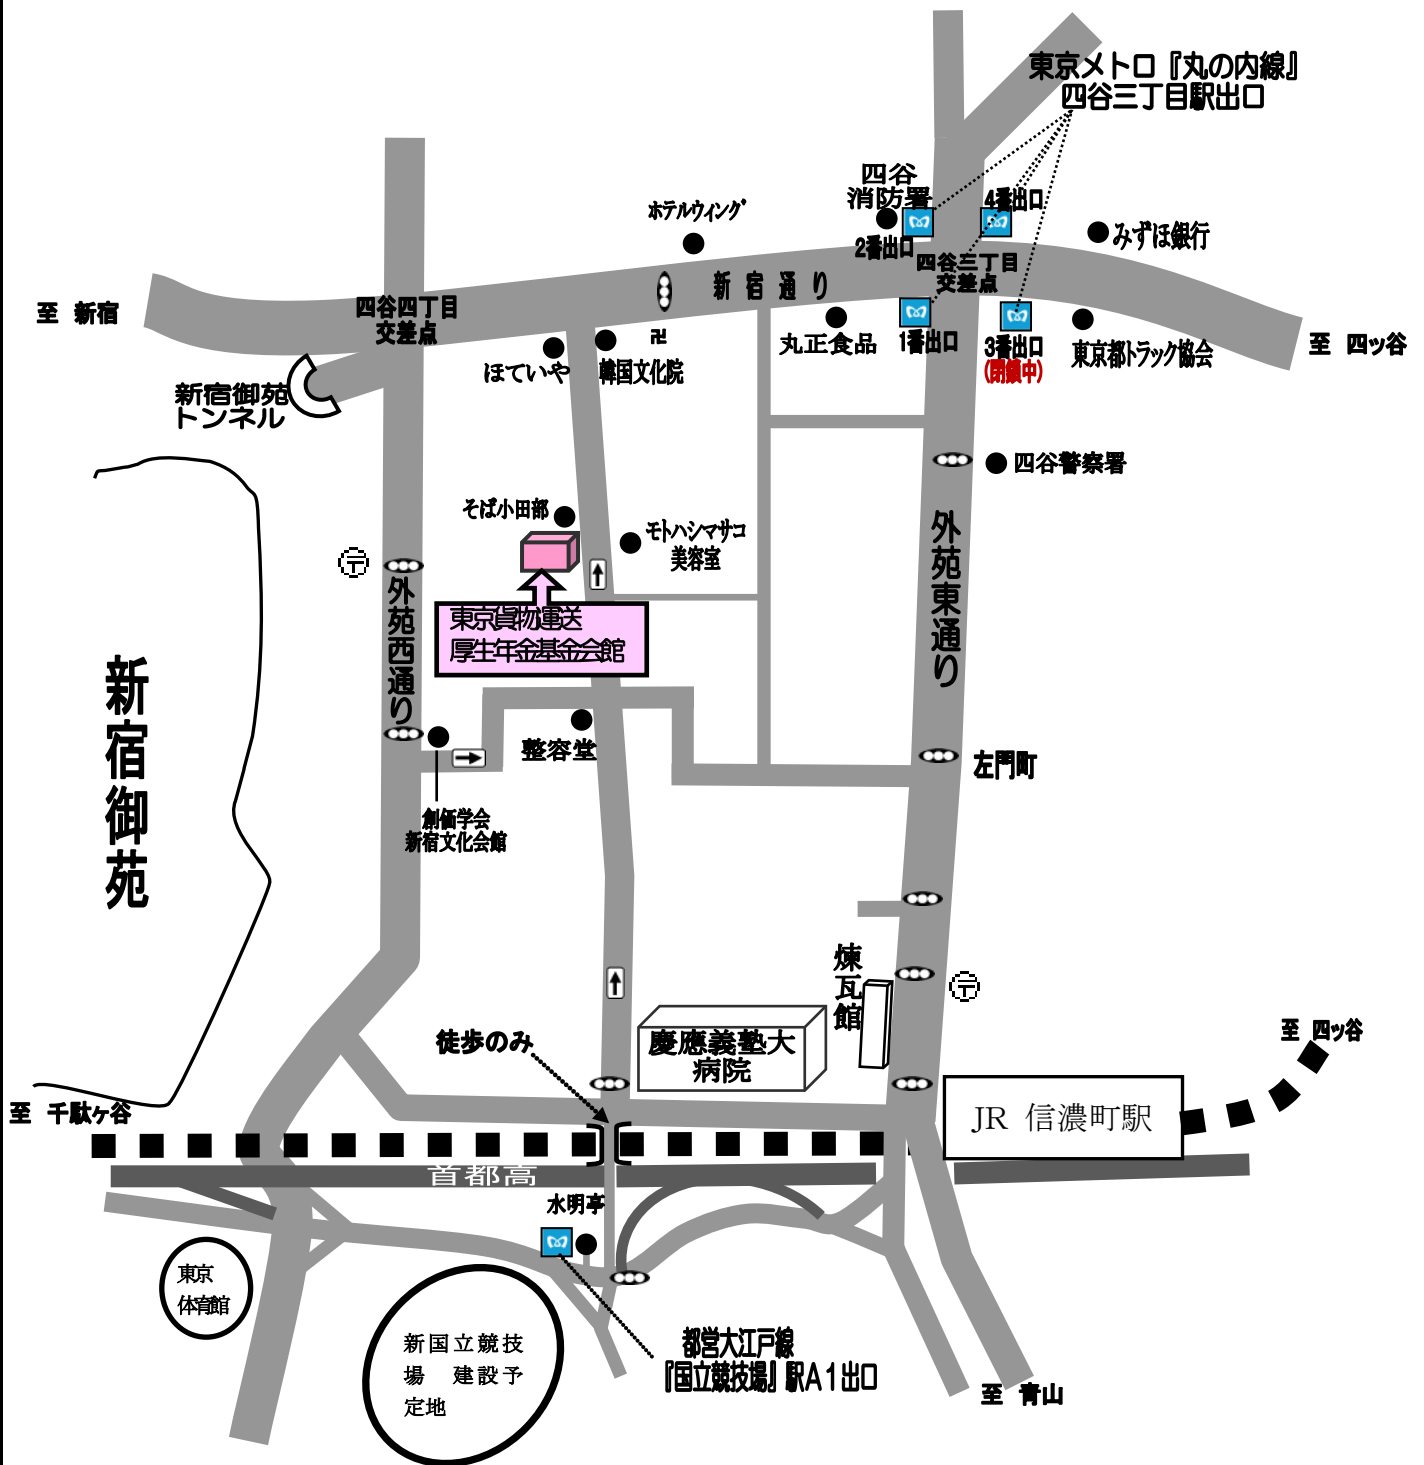 東京メトロ『丸の内線』
四谷三丁目駅出口
四谷
消防署
4番出口
ホテルウィング
2番出口
みずほ銀行
四谷三丁目
交差点
新宿通り
至 新宿
四谷四丁目
交差点
卍
丸正食品
1番出口
3番出口
(閉鎖中)
東京都トラック協会
至 四ッ谷
ほていや
韓国文化院
新宿御苑
トンネル
四谷警察署
そば小田部
モトハシマサコ
美容室
〒
外苑西通り
外苑東通り
東京貨物運送
厚生年金基金会館
新宿御苑
整容堂
左門町
創価学会
新宿文化会館
煉瓦館
〒
徒歩のみ
慶應義塾大
病院
至 四ッ谷
至 千駄ヶ谷
JR 信濃町駅
首都高
水明亭
東京
体育館
新国立競技
場 建設予
定地
都営大江戸線
『国立競技場』駅A1出口
至 青山